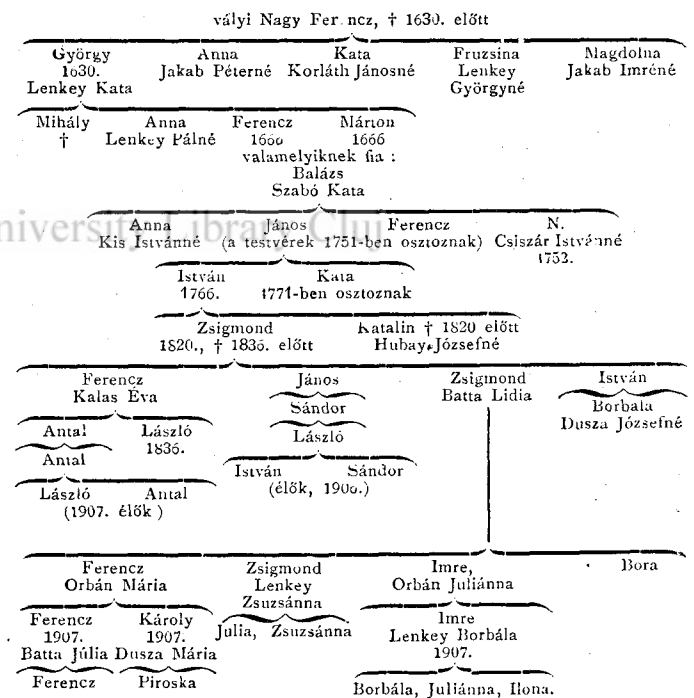 vályi Nagy Ferencz, † 1630. előtt
György Anna Kata Fruzsina Magdolna
1630. Jakab Péterné Korláth Jánosné Lenkey Jakab Imréné
Lenkey Kata Györgyné
Mihály Anna Ferencz Márton
† Lenkey Pálné 1666 1666
valamelyiknek fia :
Balázs
Szabó Kata
niversity Library Cluj
Anna János Ferencz N.
Kis Istvánné (a testvérek 1751-ben osztoznak) Csiszár Istvánné
1753.
István Kata
1766. 1771-ben osztoznak
Zsigmond Katalin † 1820 előtt
1820., † 1836. előtt Hubay Józsefné
Ferencz János Zsigmond István
Kalas Éva Sándor Batta Lidia Borbála
Antal László László Dusza Józsefné
Antal 1836.
István Sándor
László Antal (élők, 1906.)
(1907. élők )
Ferencz Zsigmond Imre, Bora
Orbán Mária Lenkey Orbán Juliánna
Zsuzsánna
Ferencz Károly Julia, Zsuzsánna Imre
1907. 1907. Lenkey Borbála
Batta Júlia Dusza Mária 1907.
Ferencz Piroska Borbála, Juliánna, Ilona.